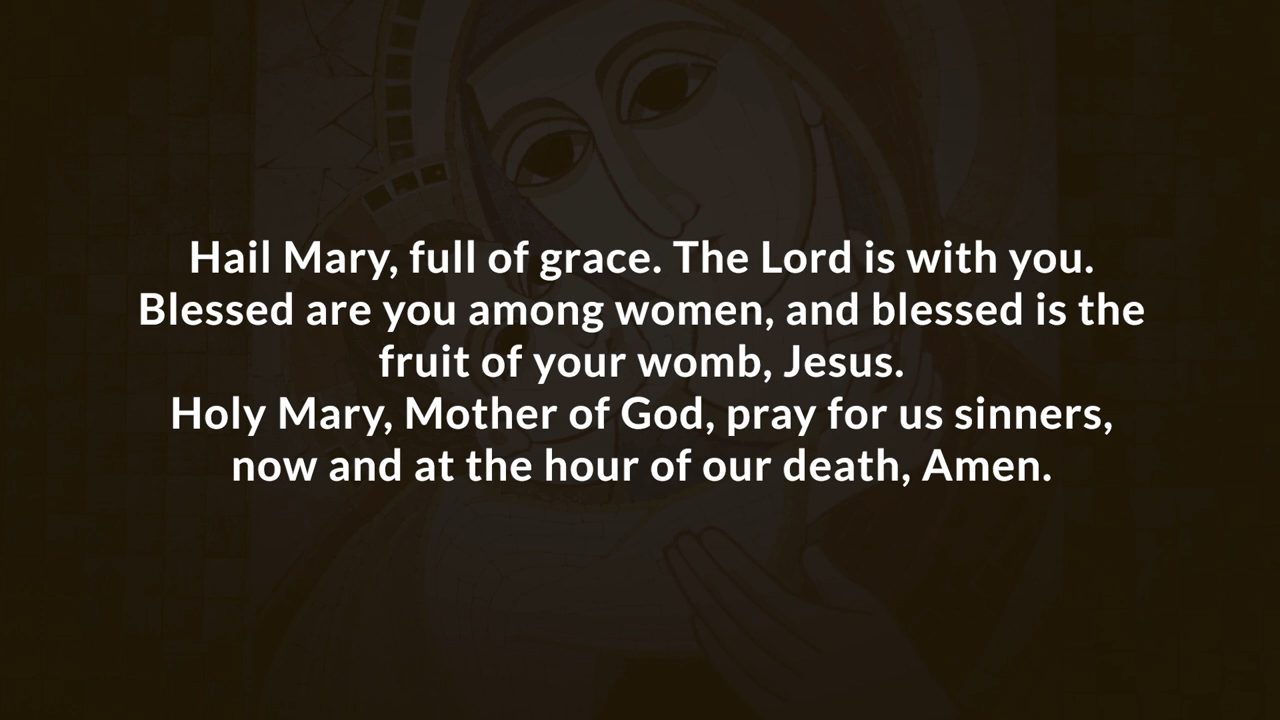 Hail Mary, full of grace. The Lord is with you.
Blessed are you among women, and blessed is the
fruit of your womb, Jesus.
Holy Mary, Mother of God, pray for us sinners,
now and at the hour of our death, Amen.